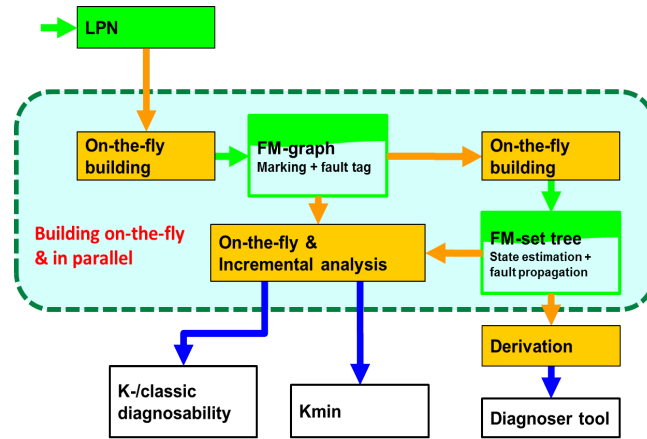 LPN
On-the-fly
building
FM-graph
Marking + fault tag
On-the-fly
building
Building on-the-fly
& in parallel
On-the-fly &
Incremental analysis
FM-set tree
State estimation +
fault propagation
Derivation
K-/classic
diagnosability
Kmin
Diagnoser tool